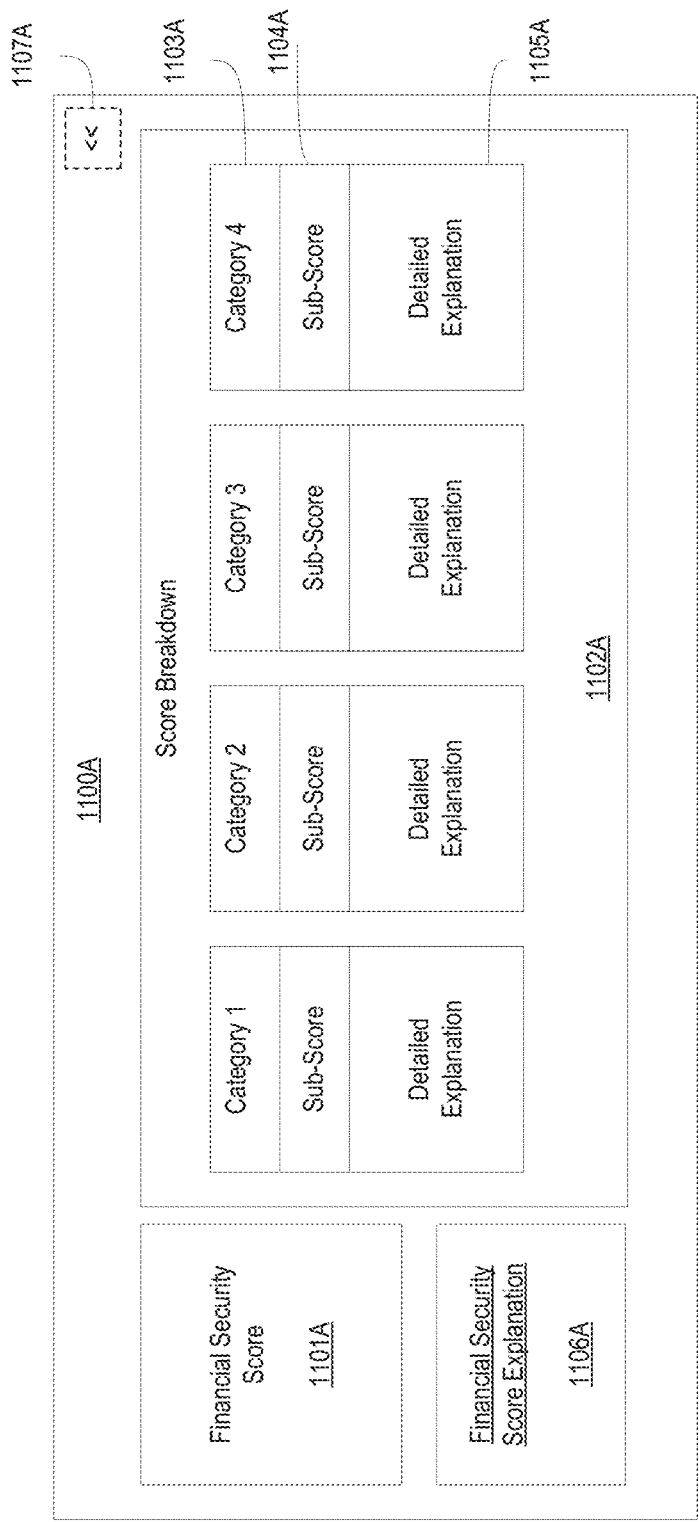 1100A
<<
1107A
Financial Security
Score
1101A
Financial Security
Score Explanation
1106A
Score Breakdown
Category 1
Sub-Score
Detailed
Explanation
Category 2
Sub-Score
Detailed
Explanation
Category 3
Sub-Score
Detailed
Explanation
Category 4
Sub-Score
Detailed
Explanation
1103A
1104A
1105A
1102A